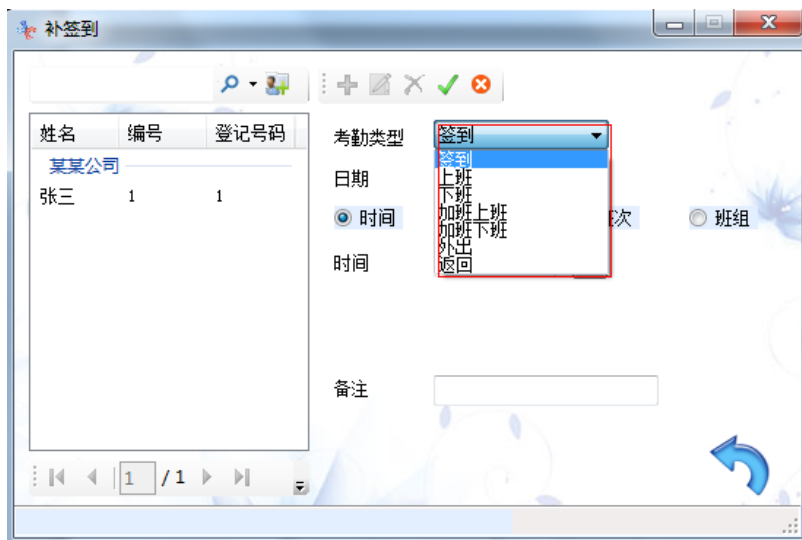 补签到
姓名 编号 登记号码
某某公司
张三 1 1
1 / 1
考勤类型 签到
签到
上班
下班
加班上班
加班下班
外出
返回
日期
时间 次 班组
时间
备注